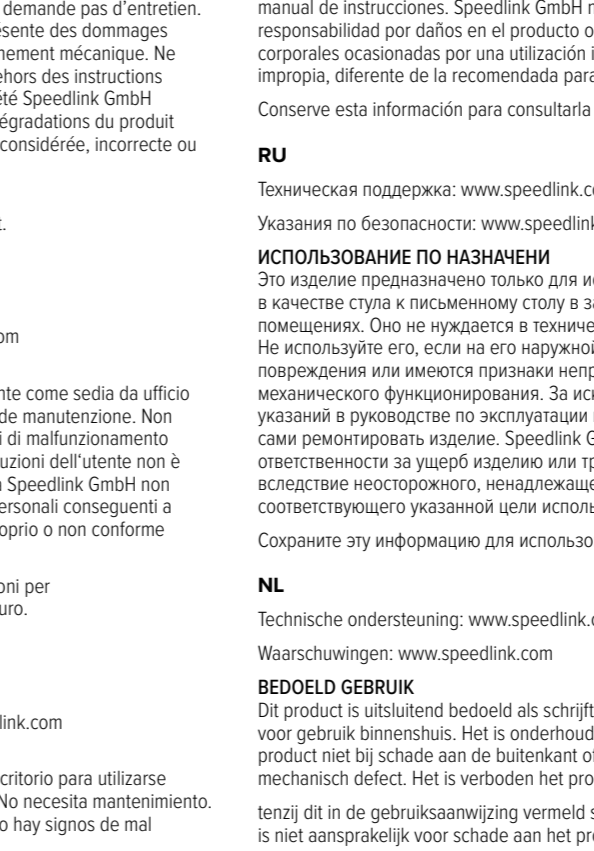 demande pas d'entretien.
ésente des dommages
nement mécanique. Ne
ehors des instructions
été Speedlink GmbH
égradations du produit
considérée, incorrecte ou
t.
om
nte come sedia da ufficio
de manutenzione. Non
i di malfunzionamento
uzioni dell‘utente non è
Speedlink GmbH non
ersonali conseguenti a
oprio o non conforme
oni per
uro.
link.com
critorio para utilizarse
No necesita mantenimiento.
o hay signos de mal
manual de instrucciones. Speedlink GmbH n
responsabilidad por daños en el producto o
corporales ocasionadas por una utilización i
impropia, diferente de la recomendada para
Conserve esta información para consultarla
RU
Техническая поддержка: www.speedlink.co
Указания по безопасности: www.speedlink
ИСПОЛЬЗОВАНИЕ ПО НАЗНАЧЕНИ
Это изделие предназначено только для ис
в качестве стула к письменному столу в за
помещениях. Оно не нуждается в техниче
Не используйте его, если на его наружной
повреждения или имеются признаки непр
механического функционирования. За иск
указаний в руководстве по эксплуатации
сами ремонтировать изделие. Speedlink G
ответственности за ущерб изделию или тр
вследствие неосторожного, ненадлежаще
соответствующего указанной цели исполь
Сохраните эту информацию для использо
NL
Technische ondersteuning: www.speedlink.c
Waarschuwingen: www.speedlink.com
BEDOELD GEBRUIK
Dit product is uitsluitend bedoeld als schrijft
voor gebruik binnenshuis. Het is onderhoud
product niet bij schade aan de buitenkant of
mechanisch defect. Het is verboden het pro
tenzij dit in de gebruiksaanwijzing vermeld s
is niet aansprakelijk voor schade aan het pro